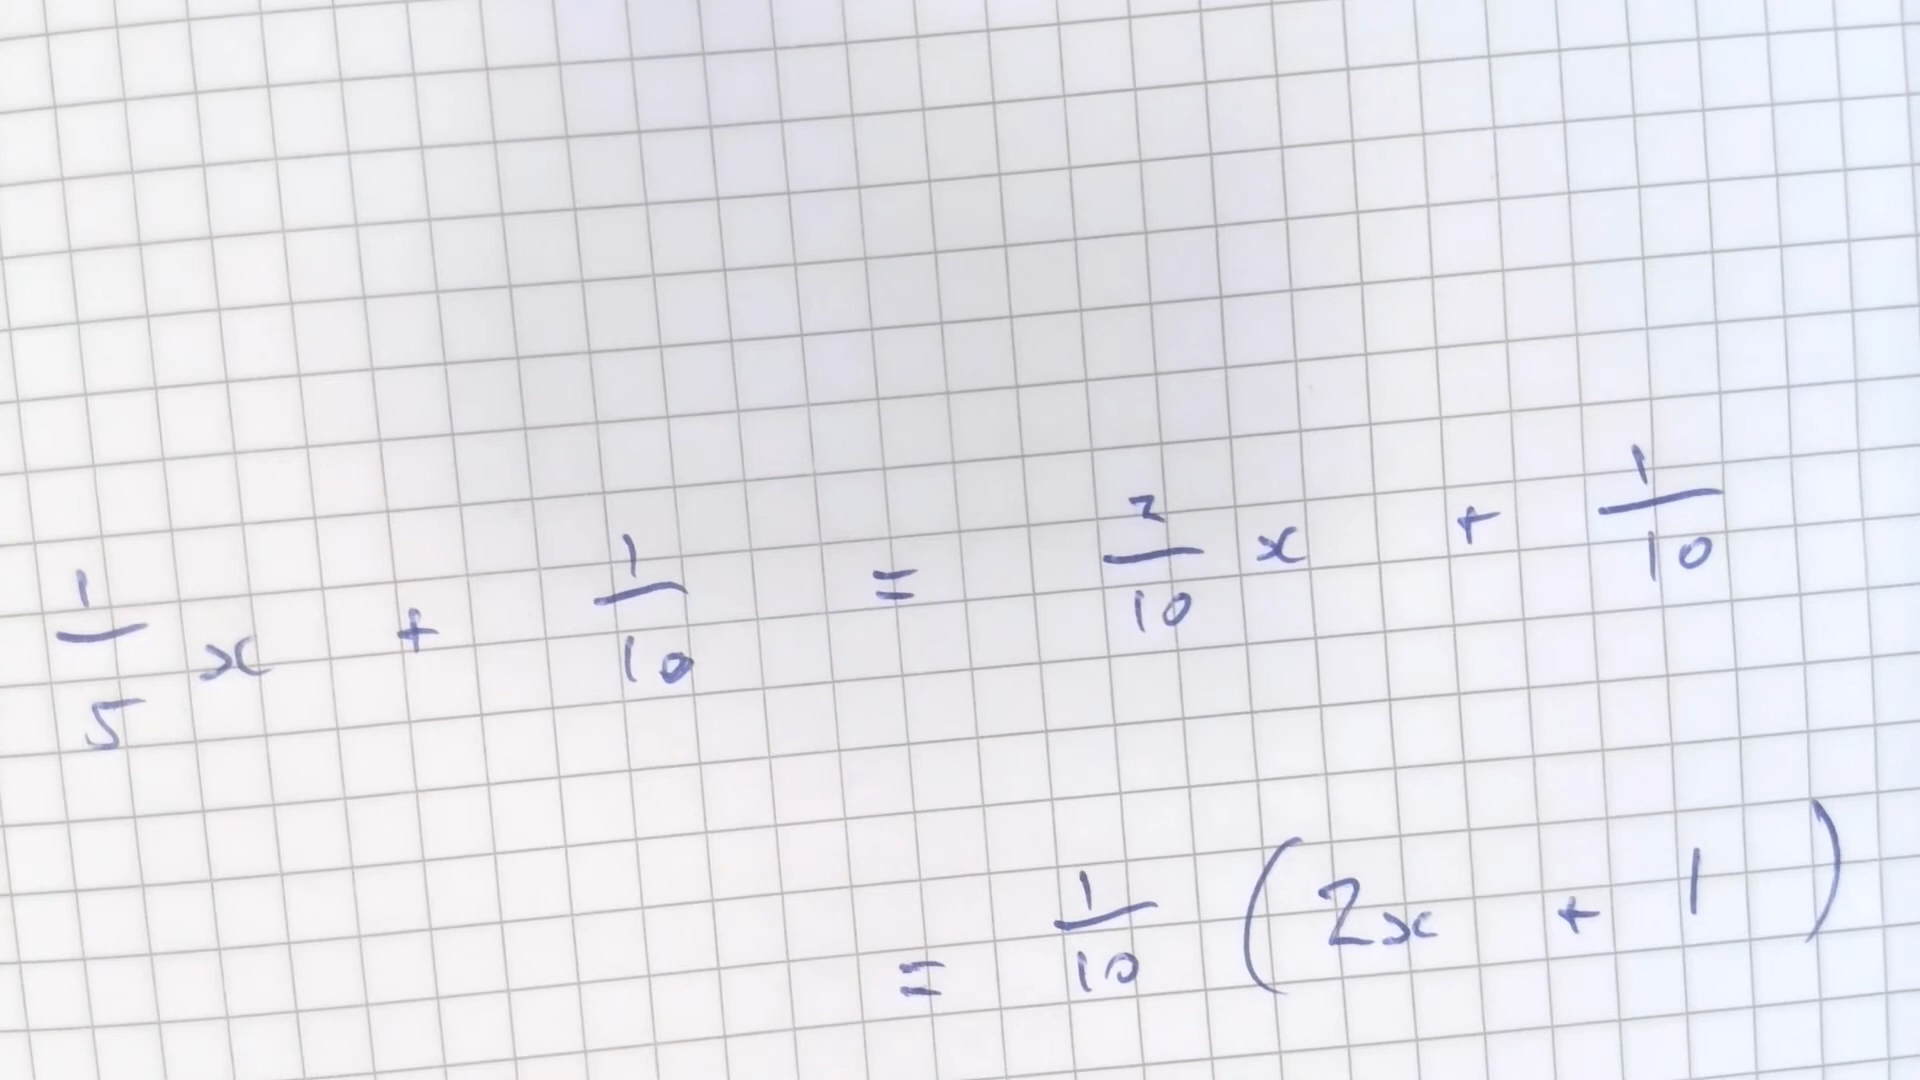 1/5 x + 1/10 = 2/10 x + 1/10
= 1/10 (2x + 1)